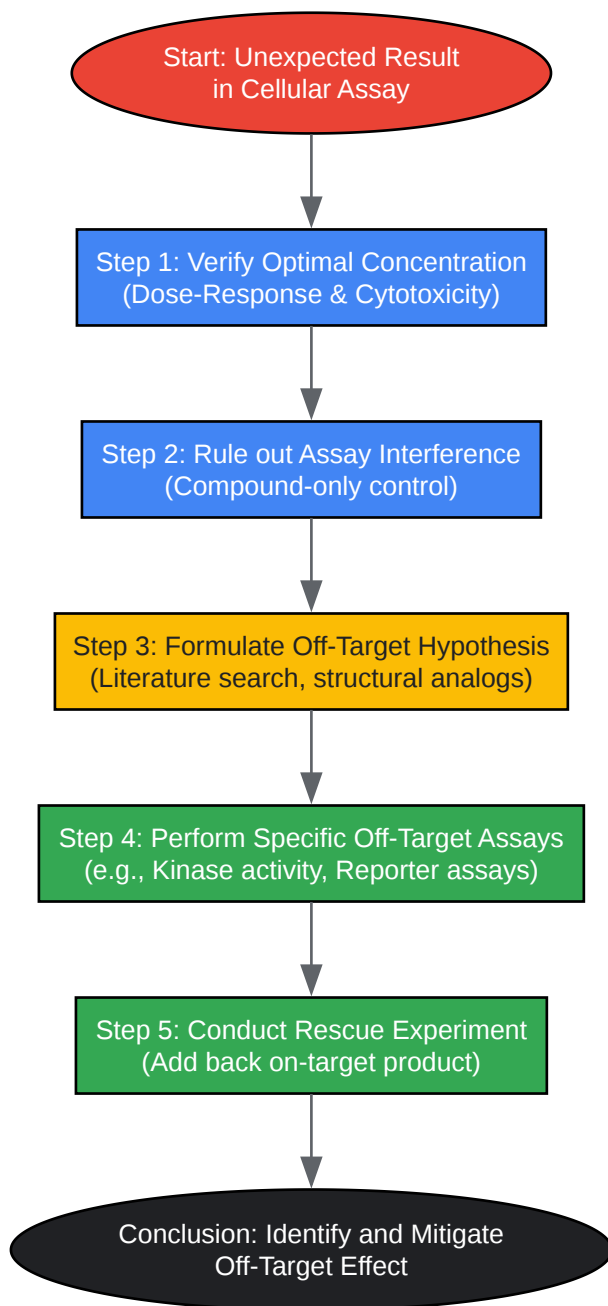 Start: Unexpected Result
in Cellular Assay
Step 1: Verify Optimal Concentration
(Dose-Response & Cytotoxicity)
Step 2: Rule out Assay Interference
(Compound-only control)
Step 3: Formulate Off-Target Hypothesis
(Literature search, structural analogs)
Step 4: Perform Specific Off-Target Assays
(e.g., Kinase activity, Reporter assays)
Step 5: Conduct Rescue Experiment
(Add back on-target product)
Conclusion: Identify and Mitigate
Off-Target Effect